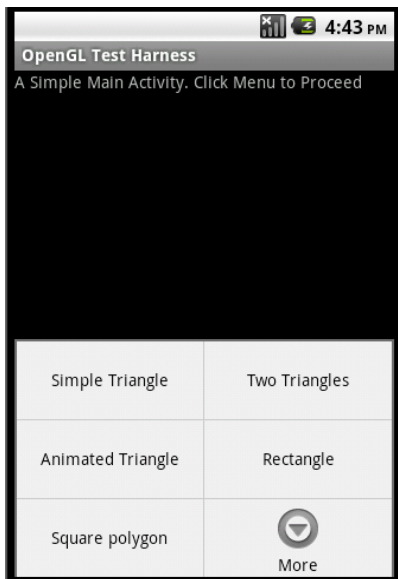 4:43 PM
OpenGL Test Harness
A Simple Main Activity. Click Menu to Proceed
Simple Triangle
Two Triangles
Animated Triangle
Rectangle
Square polygon
More